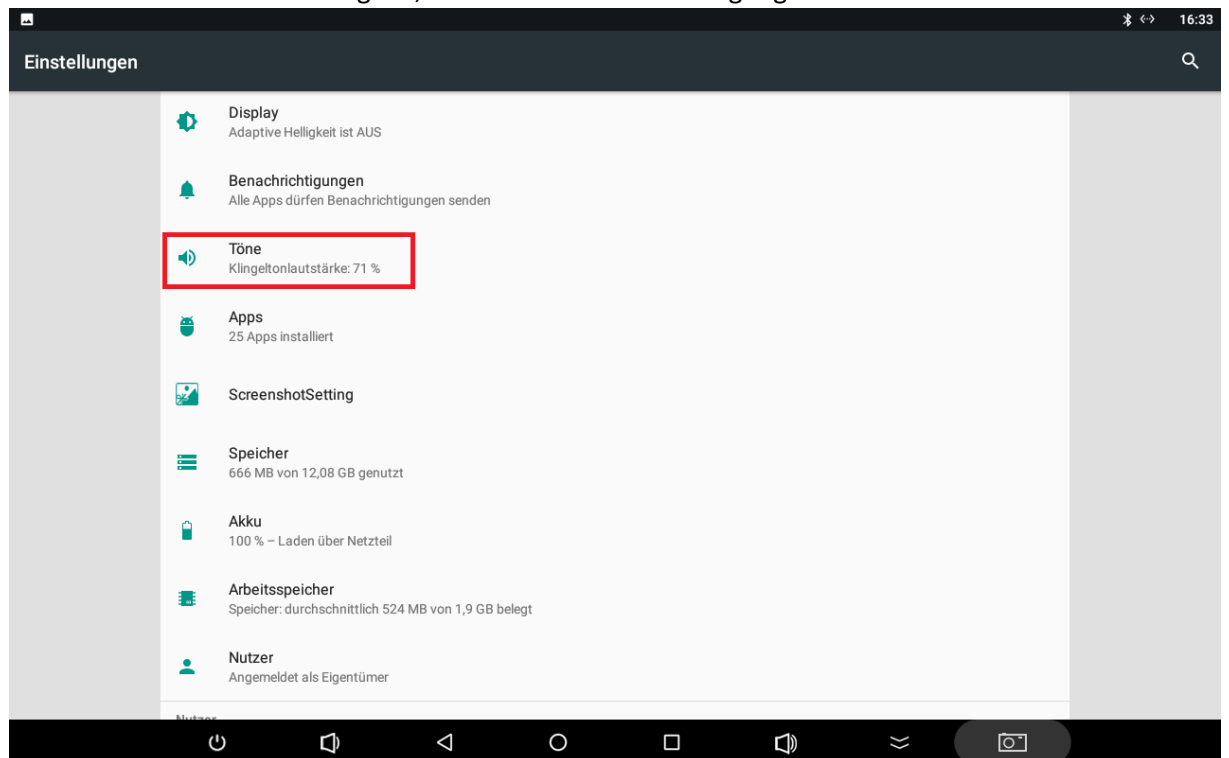 16:33
Einstellungen
Display
Adaptive Helligkeit ist AUS
Benachrichtigungen
Alle Apps dürfen Benachrichtigungen senden
Töne
Klingeltonlautstärke: 71 %
Apps
25 Apps installiert
ScreenshotSetting
Speicher
666 MB von 12,08 GB genutzt
Akku
100 % – Laden über Netzteil
Arbeitsspeicher
Speicher: durchschnittlich 524 MB von 1,9 GB belegt
Nutzer
Angemeldet als Eigentümer
Nutzer